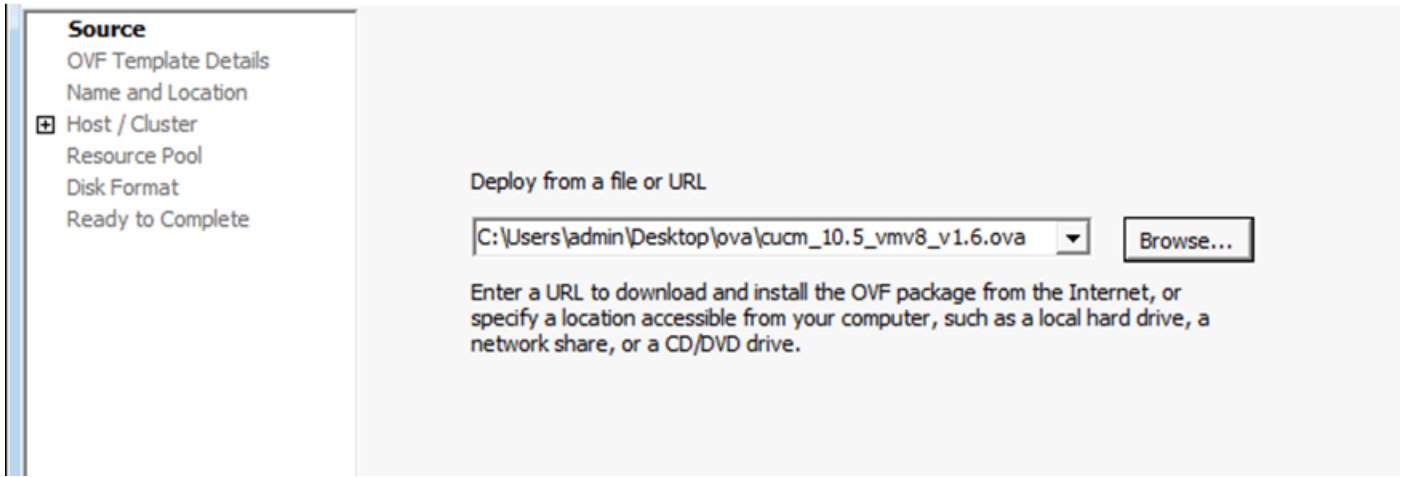 Source
OVF Template Details
Name and Location
Host / Cluster
Resource Pool
Disk Format
Ready to Complete
Deploy from a file or URL
C:\Users\admin\Desktop\ova\cucm_10.5_vmv8_v1.6.ova
Browse...
Enter a URL to download and install the OVF package from the Internet, or
specify a location accessible from your computer, such as a local hard drive, a
network share, or a CD/DVD drive.